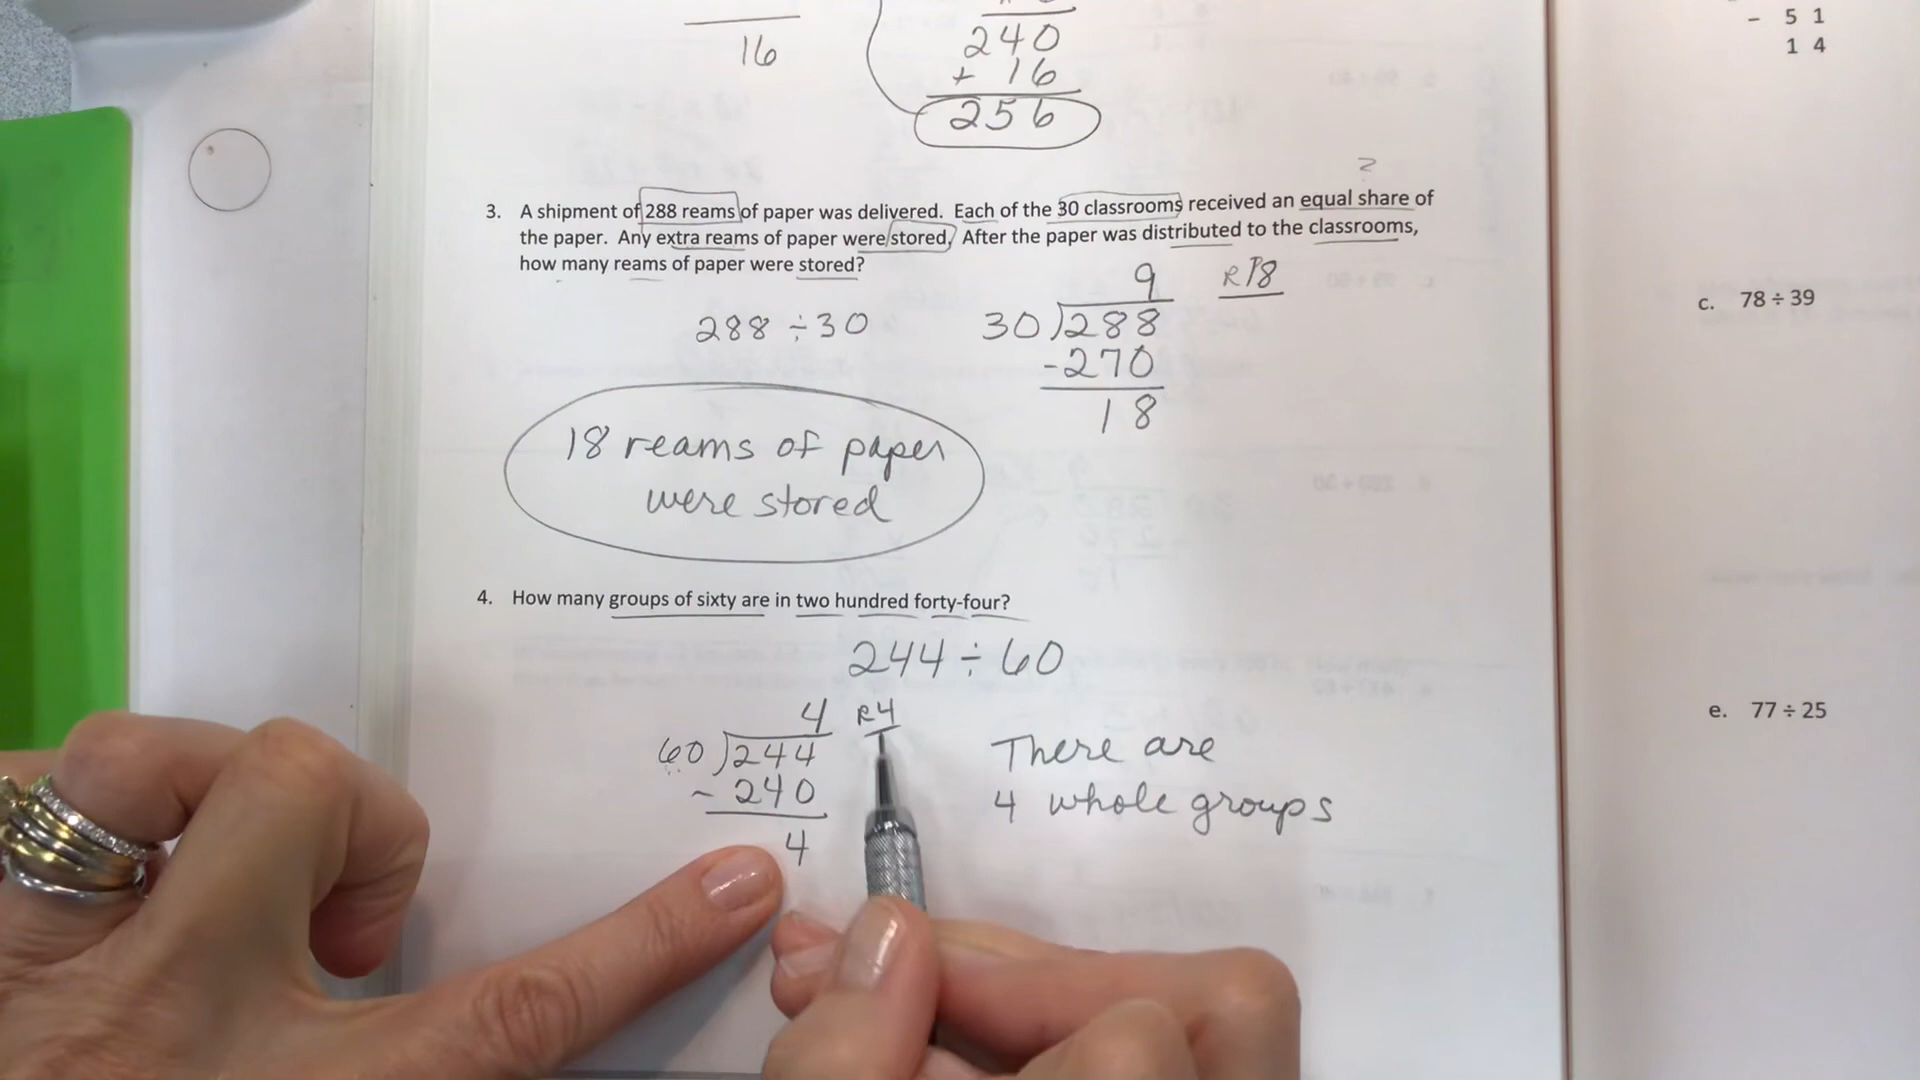 16
240
+ 16
256
- 5 1
1 4
?
3. A shipment of 288 reams of paper was delivered. Each of the 30 classrooms received an equal share of
the paper. Any extra reams of paper were stored. After the paper was distributed to the classrooms,
how many reams of paper were stored?
288 ÷ 30
9 R 18
30)288
-270
18
18 reams of paper
were stored
4. How many groups of sixty are in two hundred forty-four?
244 ÷ 60
4 R4
60)244
- 240
4
There are
4 whole groups
c. 78 ÷ 39
e. 77 ÷ 25